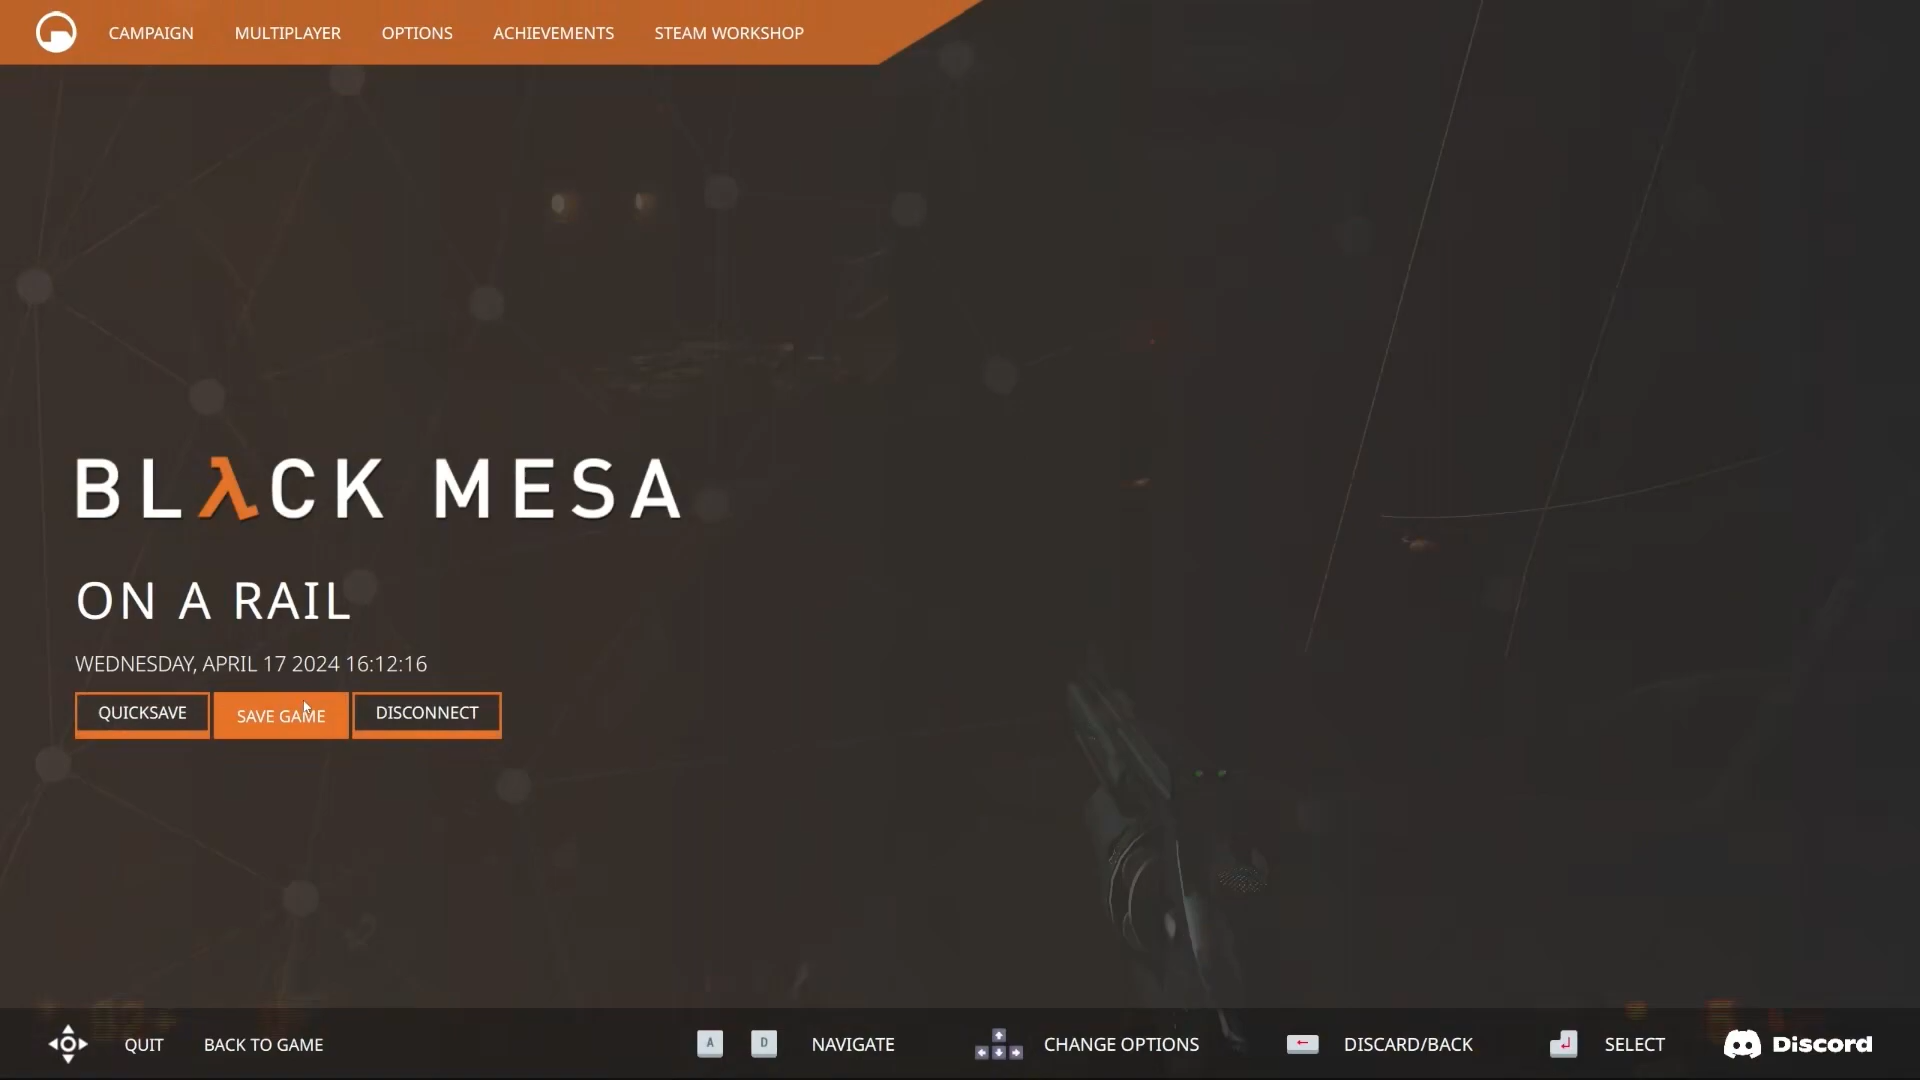 CAMPAIGN MULTIPLAYER OPTIONS ACHIEVEMENTS STEAM WORKSHOP
BLλCK MESA
ON A RAIL
WEDNESDAY, APRIL 17 2024 16:12:16
QUICKSAVE SAVE GAME DISCONNECT
QUIT BACK TO GAME A D NAVIGATE CHANGE OPTIONS DISCARD/BACK SELECT Discord